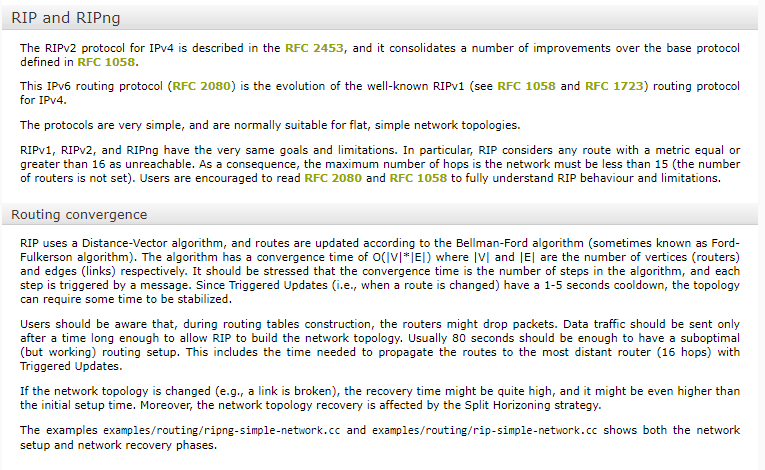 RIP and RIPng
The RIPv2 protocol for IPv4 is described in the RFC 2453, and it consolidates a number of improvements over the base protocol
defined in RFC 1058.
This IPv6 routing protocol (RFC 2080) is the evolution of the well-known RIPv1 (see RFC 1058 and RFC 1723) routing protocol
for IPv4.
The protocols are very simple, and are normally suitable for flat, simple network topologies.
RIPv1, RIPv2, and RIPng have the very same goals and limitations. In particular, RIP considers any route with a metric equal or
greater than 16 as unreachable. As a consequence, the maximum number of hops is the network must be less than 15 (the number
of routers is not set). Users are encouraged to read RFC 2080 and RFC 1058 to fully understand RIP behaviour and limitations.
Routing convergence
RIP uses a Distance-Vector algorithm, and routes are updated according to the Bellman-Ford algorithm (sometimes known as Ford-
Fulkerson algorithm). The algorithm has a convergence time of O(|V|*|E|) where |V| and |E| are the number of vertices (routers)
and edges (links) respectively. It should be stressed that the convergence time is the number of steps in the algorithm, and each
step is triggered by a message. Since Triggered Updates (i.e., when a route is changed) have a 1-5 seconds cooldown, the topology
can require some time to be stabilized.
Users should be aware that, during routing tables construction, the routers might drop packets. Data traffic should be sent only
after a time long enough to allow RIP to build the network topology. Usually 80 seconds should be enough to have a suboptimal
(but working) routing setup. This includes the time needed to propagate the routes to the most distant router (16 hops) with
Triggered Updates.
If the network topology is changed (e.g., a link is broken), the recovery time might be quite high, and it might be even higher than
the initial setup time. Moreover, the network topology recovery is affected by the Split Horizoning strategy.
The examples examples/routing/ripng-simple-network.cc and examples/routing/rip-simple-network.cc shows both the network
setup and network recovery phases.